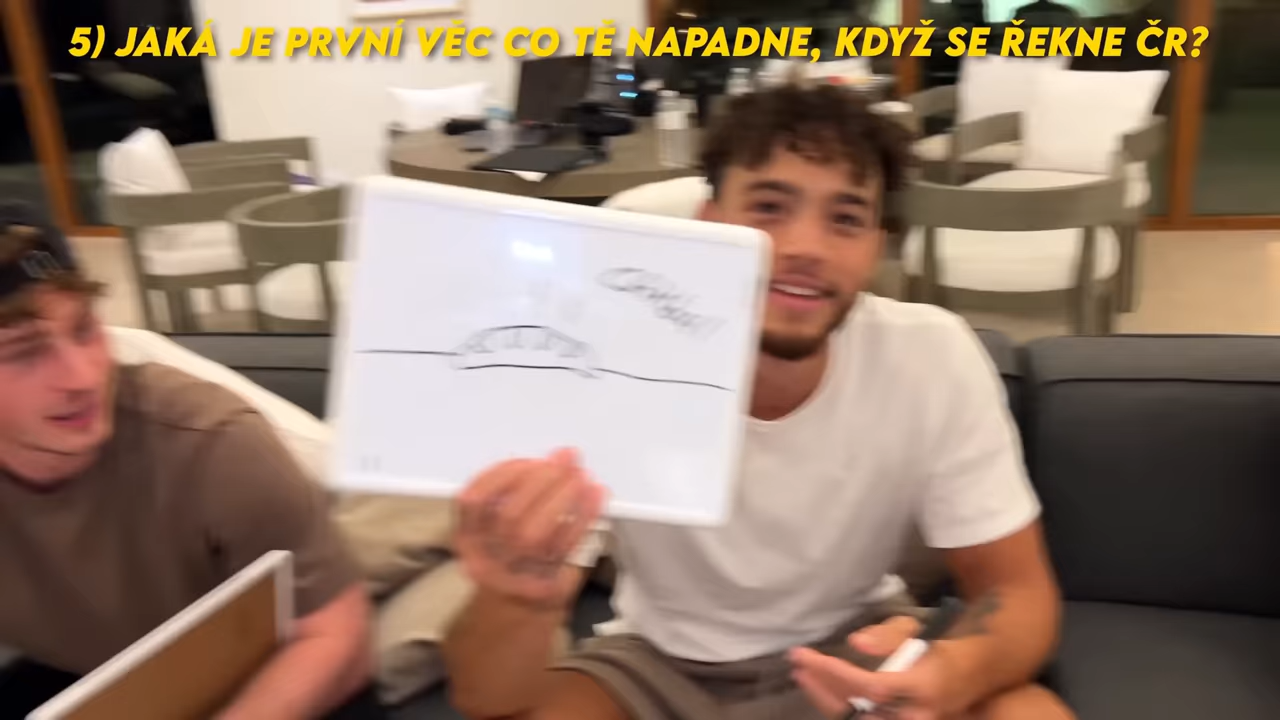 5) JAKÁ JE PRVNÍ VĚC CO TĚ NAPADNE, KDYŽ SE ŘEKNE ČR?